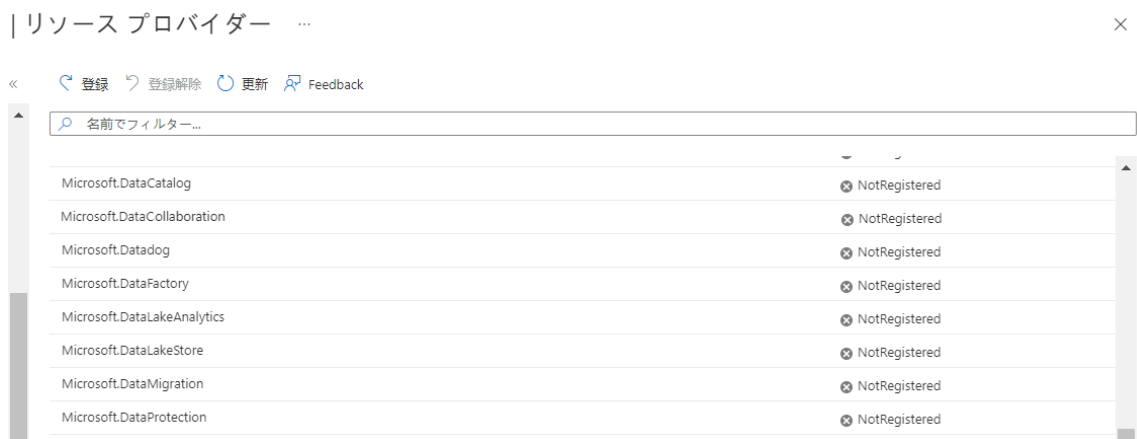 | リソース プロバイダー ...
« 登録 登録解除 更新 Feedback
名前でフィルター...
Microsoft.DataCatalog NotRegistered
Microsoft.DataCollaboration NotRegistered
Microsoft.Datadog NotRegistered
Microsoft.DataFactory NotRegistered
Microsoft.DataLakeAnalytics NotRegistered
Microsoft.DataLakeStore NotRegistered
Microsoft.DataMigration NotRegistered
Microsoft.DataProtection NotRegistered